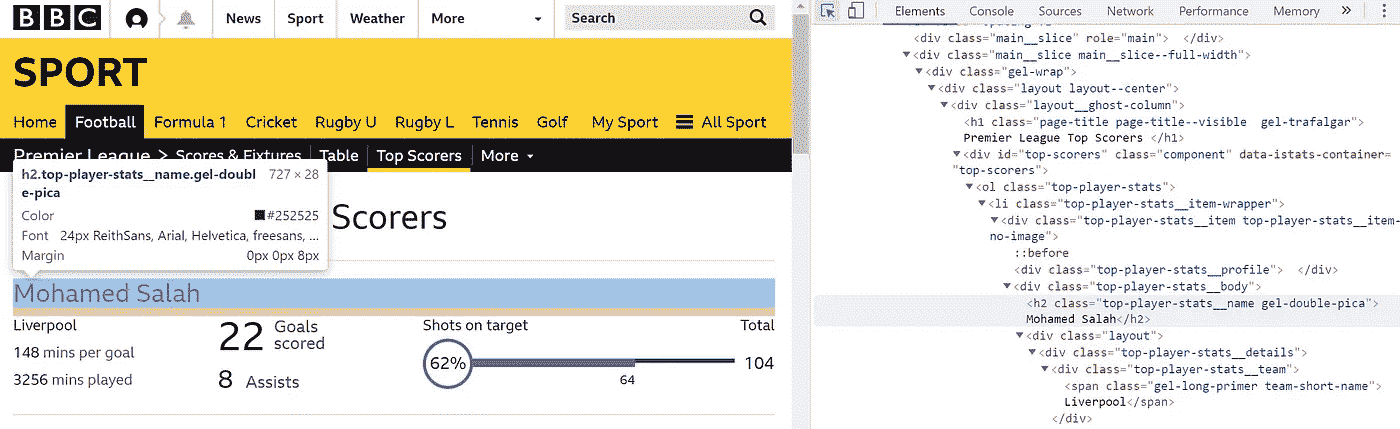 BBC News Sport Weather More Search
SPORT
Home Football Formula 1 Cricket Rugby U Rugby L Tennis Golf My Sport All Sport
Premier League Scores & Fixtures Table Top Scorers More
h2.top-player-stats__name.gel-doubl 727 × 28
e-pica
Color #252525
Font 24px ReithSans, Arial, Helvetica, freesans, ...
Margin 0px 0px 8px
Scorers
Mohamed Salah
Liverpool
148 mins per goal
3256 mins played
22 Goals
scored
8 Assists
Shots on target Total
62% 104
64
Elements Console Sources Network Performance Memory »
<div class="main__slice" role="main"> </div>
<div class="main__slice main__slice--full-width">
<div class="gel-wrap">
<div class="layout layout--center">
<div class="layout__ghost-column">
<h1 class="page-title page-title--visible  gel-trafalgar">
Premier League Top Scorers </h1>
<div id="top-scorers" class="component" data-istats-container=
"top-scorers">
<ol class="top-player-stats">
<li class="top-player-stats__item-wrapper">
<div class="top-player-stats__item top-player-stats__item-
no-image">
::before
<div class="top-player-stats__profile"> </div>
<div class="top-player-stats__body">
<h2 class="top-player-stats__name gel-double-pica">
Mohamed Salah</h2>
<div class="layout">
<div class="top-player-stats__details">
<div class="top-player-stats__team">
<span class="gel-long-primer team-short-name">
Liverpool</span>
</div>